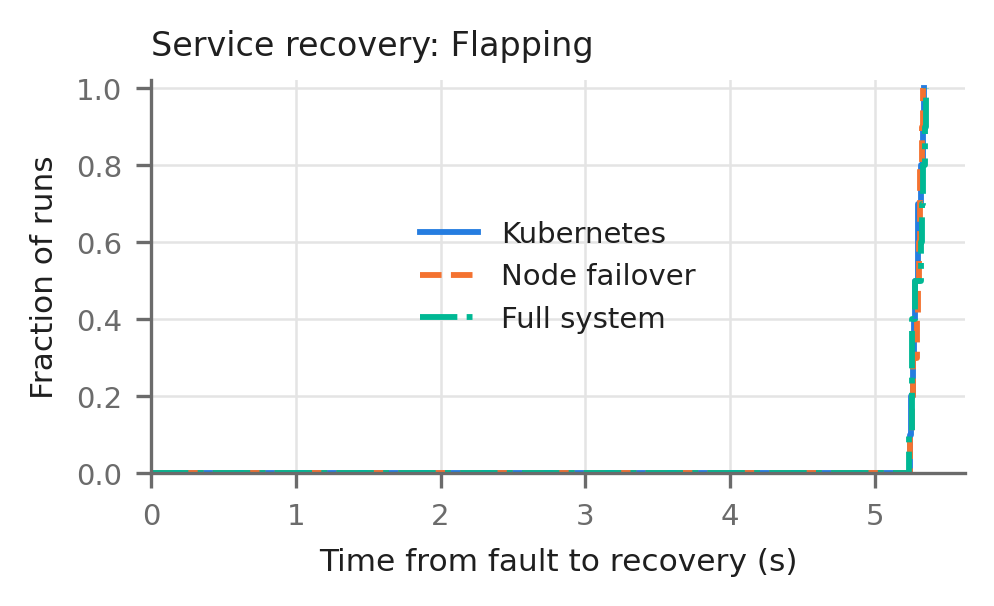 Service recovery: Flapping
Fraction of runs
1.0
0.8
0.6
0.4
0.2
0.0
Kubernetes
Node failover
Full system
0 1 2 3 4 5
Time from fault to recovery (s)